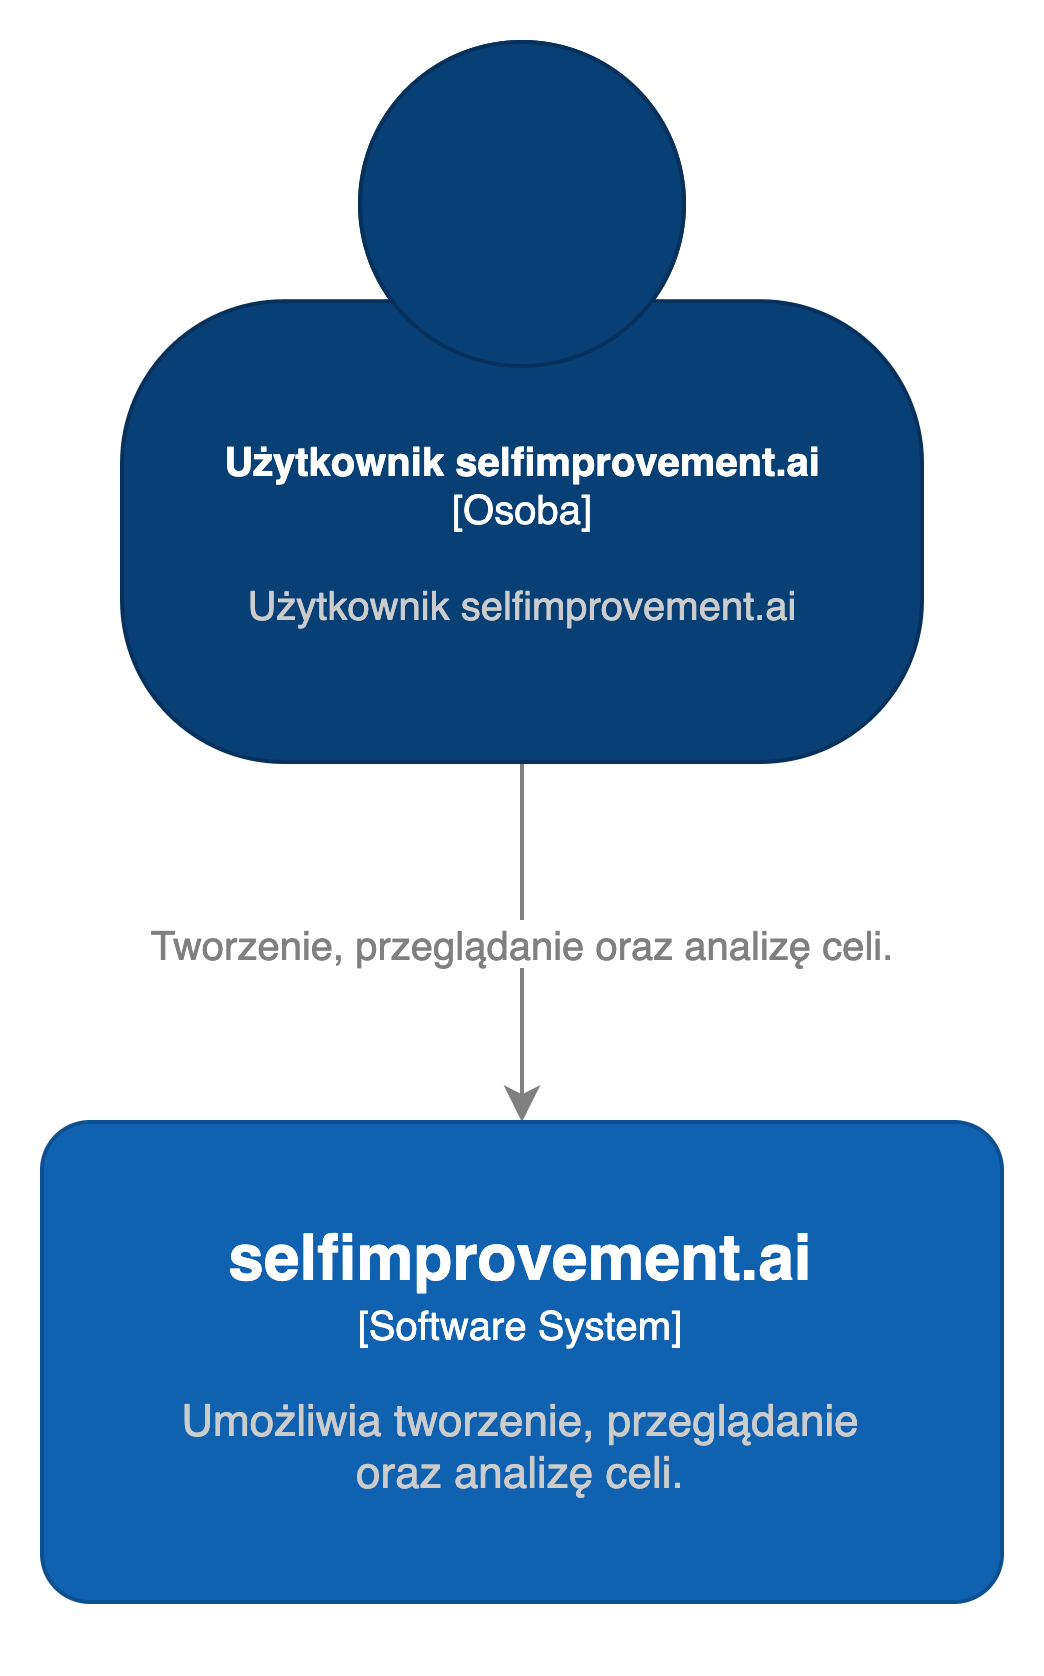 Użytkownik selfimprovement.ai
[Osoba]
Użytkownik selfimprovement.ai
Tworzenie, przeglądanie oraz analizę celi.
selfimprovement.ai
[Software System]
Umożliwia tworzenie, przeglądanie
oraz analizę celi.